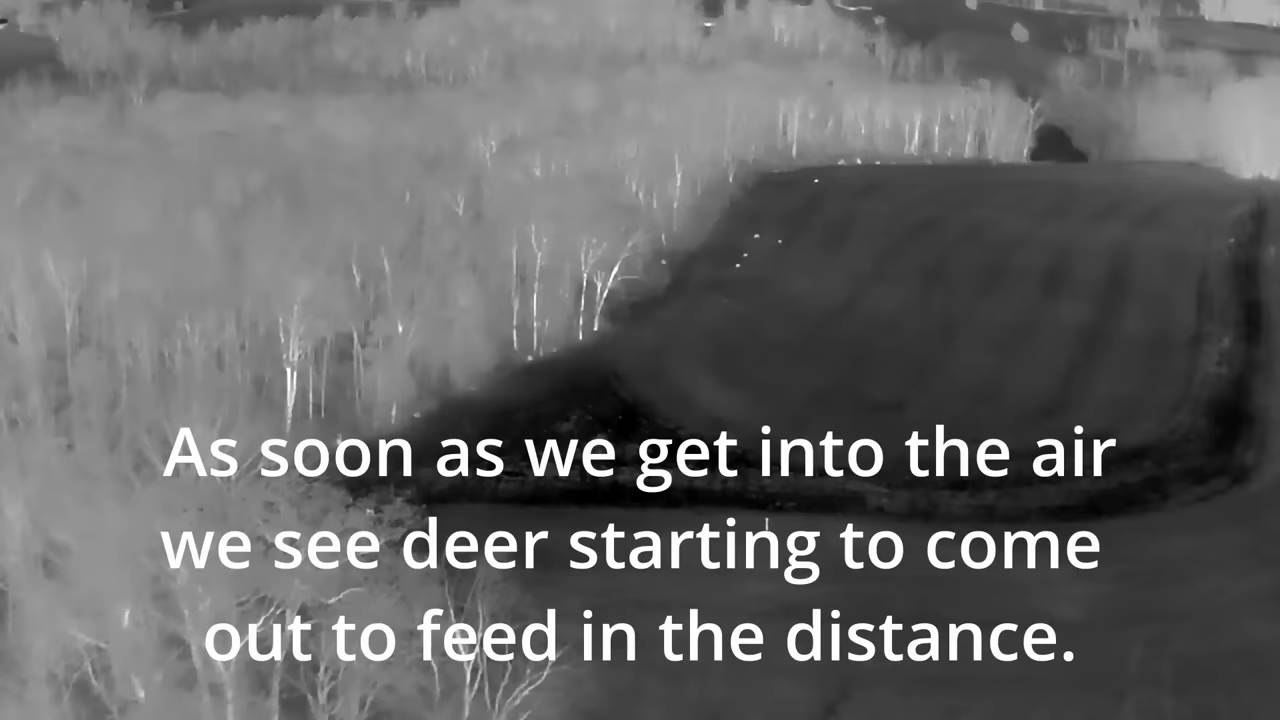 As soon as we get into the air
we see deer starting to come
out to feed in the distance.